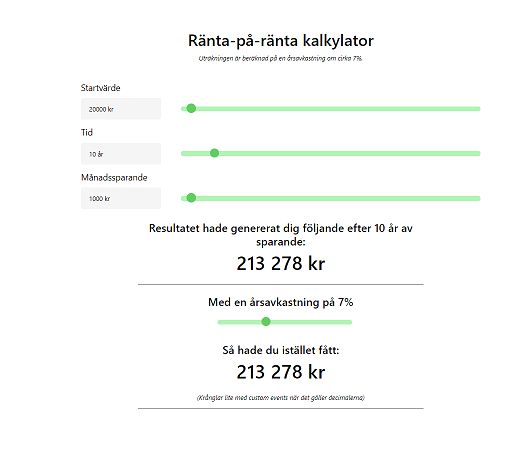 Ränta-på-ränta kalkylator
Uträkningen är beräknad på en årsavkastning om cirka 7%.
Startvärde
20000 kr
Tid
10 år
Månadssparande
1000 kr
Resultatet hade genererat dig följande efter 10 år av
sparande:
213 278 kr
Med en årsavkastning på 7%
Så hade du istället fått:
213 278 kr
(Krånglar lite med custom events när det gäller decimalerna)